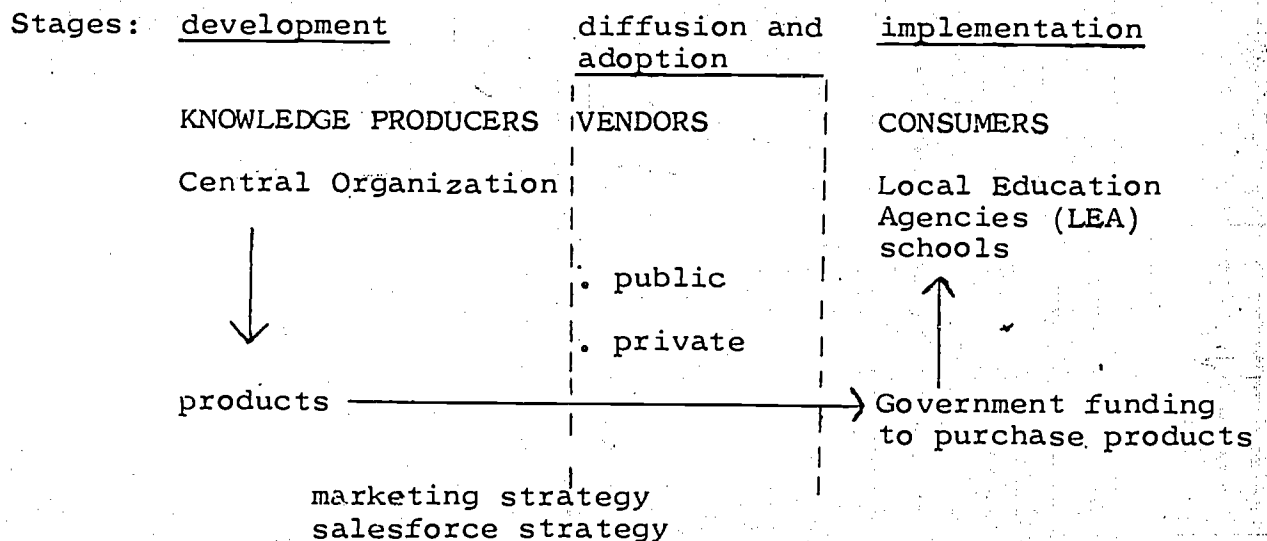 Stages: development diffusion and adoption implementation
KNOWLEDGE PRODUCERS VENDORS CONSUMERS
Central Organization
Local Education
Agencies (LEA)
schools
. public
. private
products
Government funding
to purchase products
marketing strategy
salesforce strategy